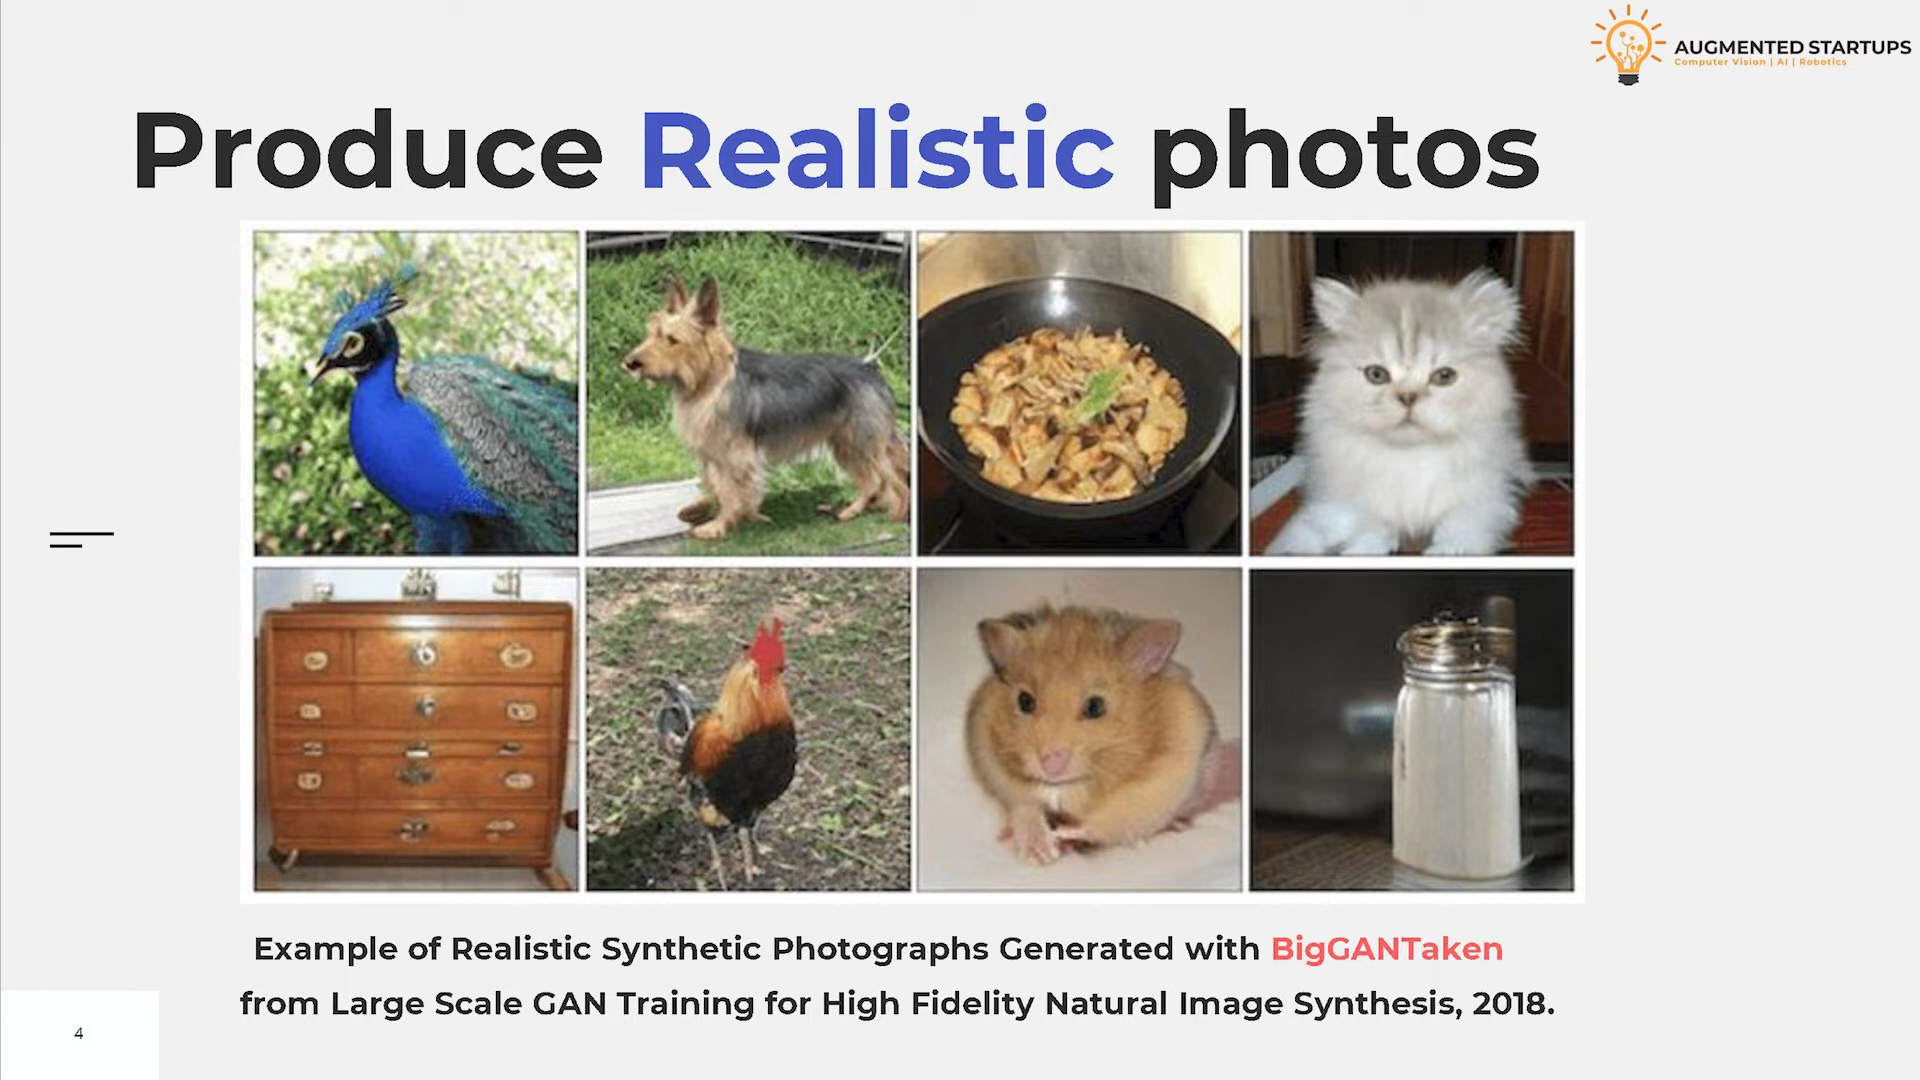 AUGMENTED STARTUPS
Computer Vision | AI | Robotics
Produce Realistic photos
Example of Realistic Synthetic Photographs Generated with BigGANTaken
from Large Scale GAN Training for High Fidelity Natural Image Synthesis, 2018.
4